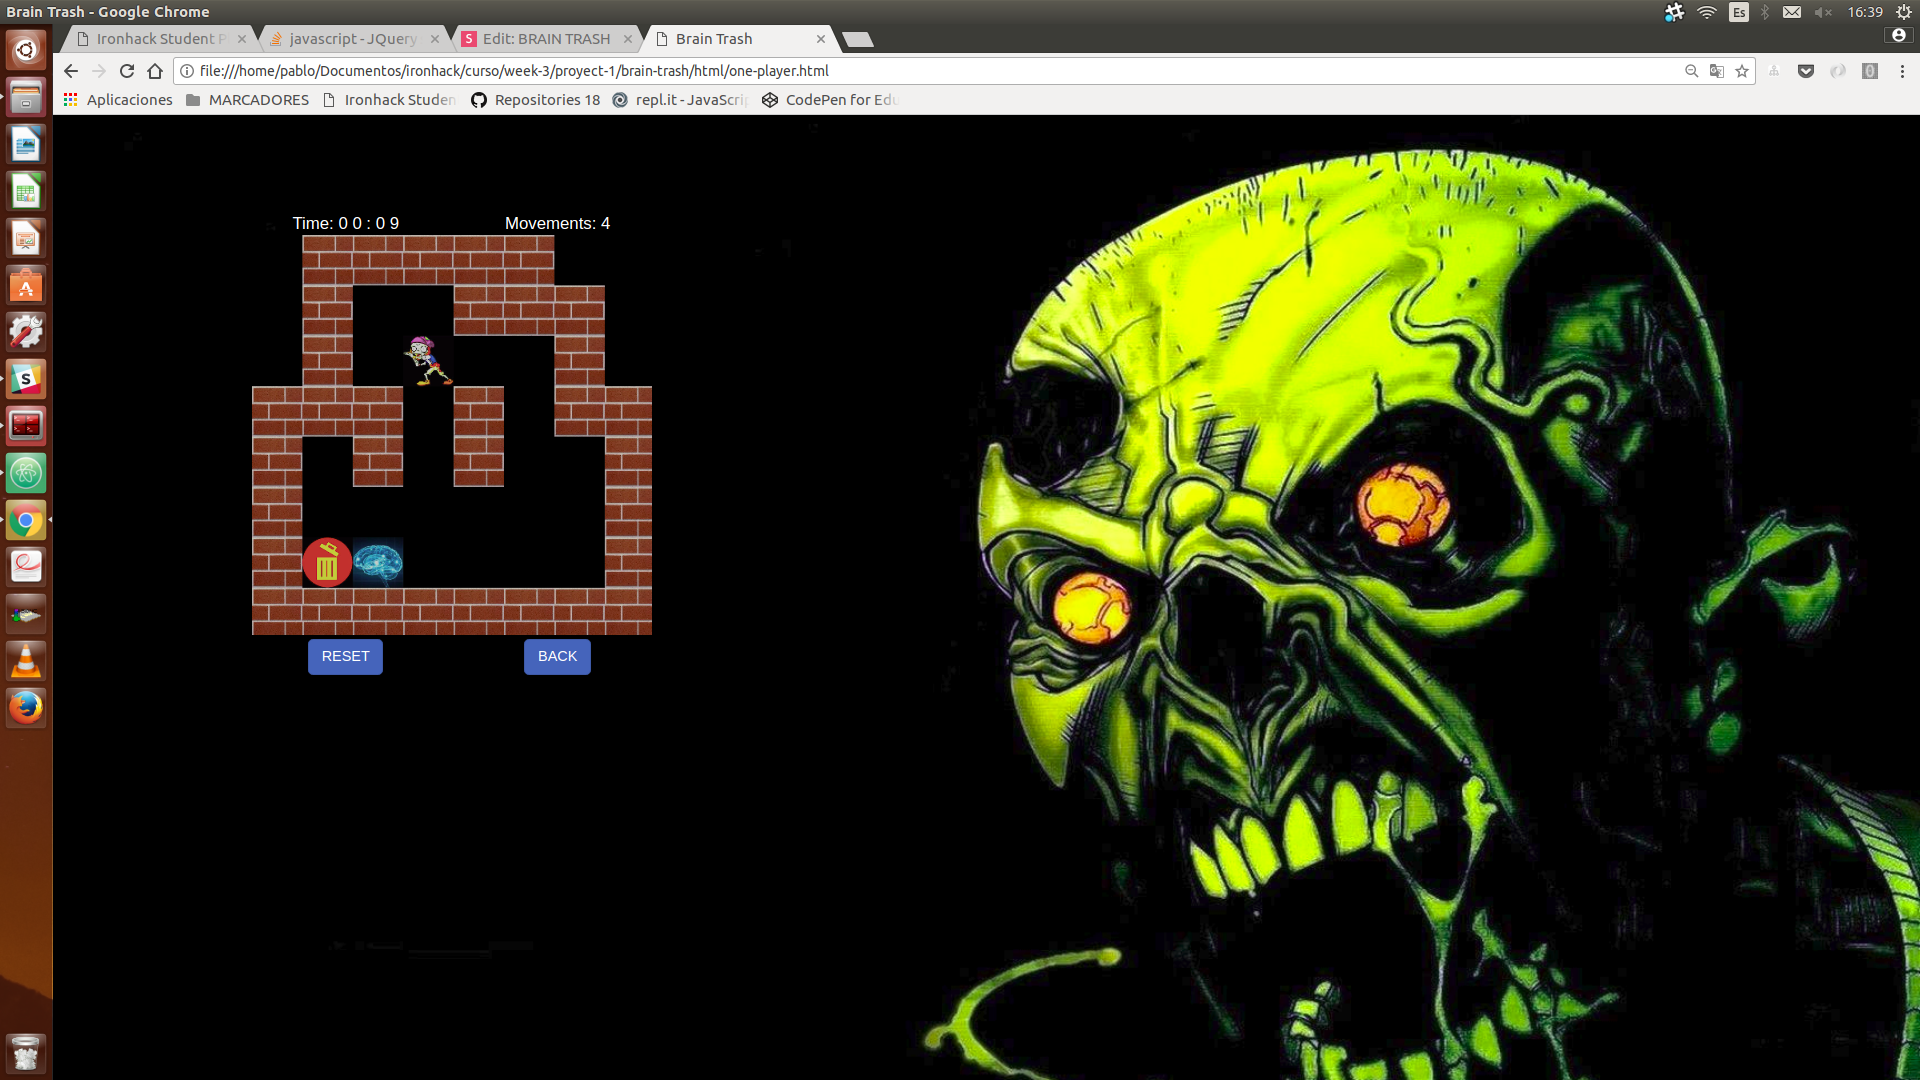 Brain Trash - Google Chrome
Es
16:39
Ironhack Student P
javascript - JQuery
S
Edit: BRAIN TRASH
Brain Trash
file:///home/pablo/Documentos/ironhack/curso/week-3/proyect-1/brain-trash/html/one-player.html
0
Aplicaciones
MARCADORES
Ironhack Studen
Repositories 18
repl.it - JavaScrip
CodePen for Edu
Time: 0 0 : 0 9
Movements: 4
RESET
BACK